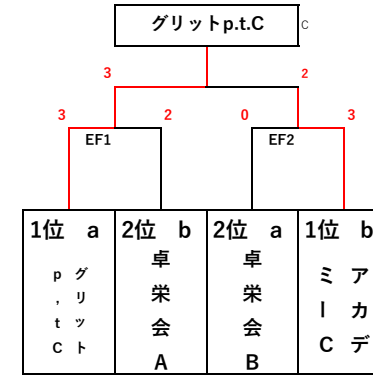 グリットp.t.C
C
3
2
3
2
0
3
EF1
EF2
1位 a
2位 b
2位 a
1位 b
グリット
p,tC
卓栄会A
卓栄会B
アカデ
ミーC